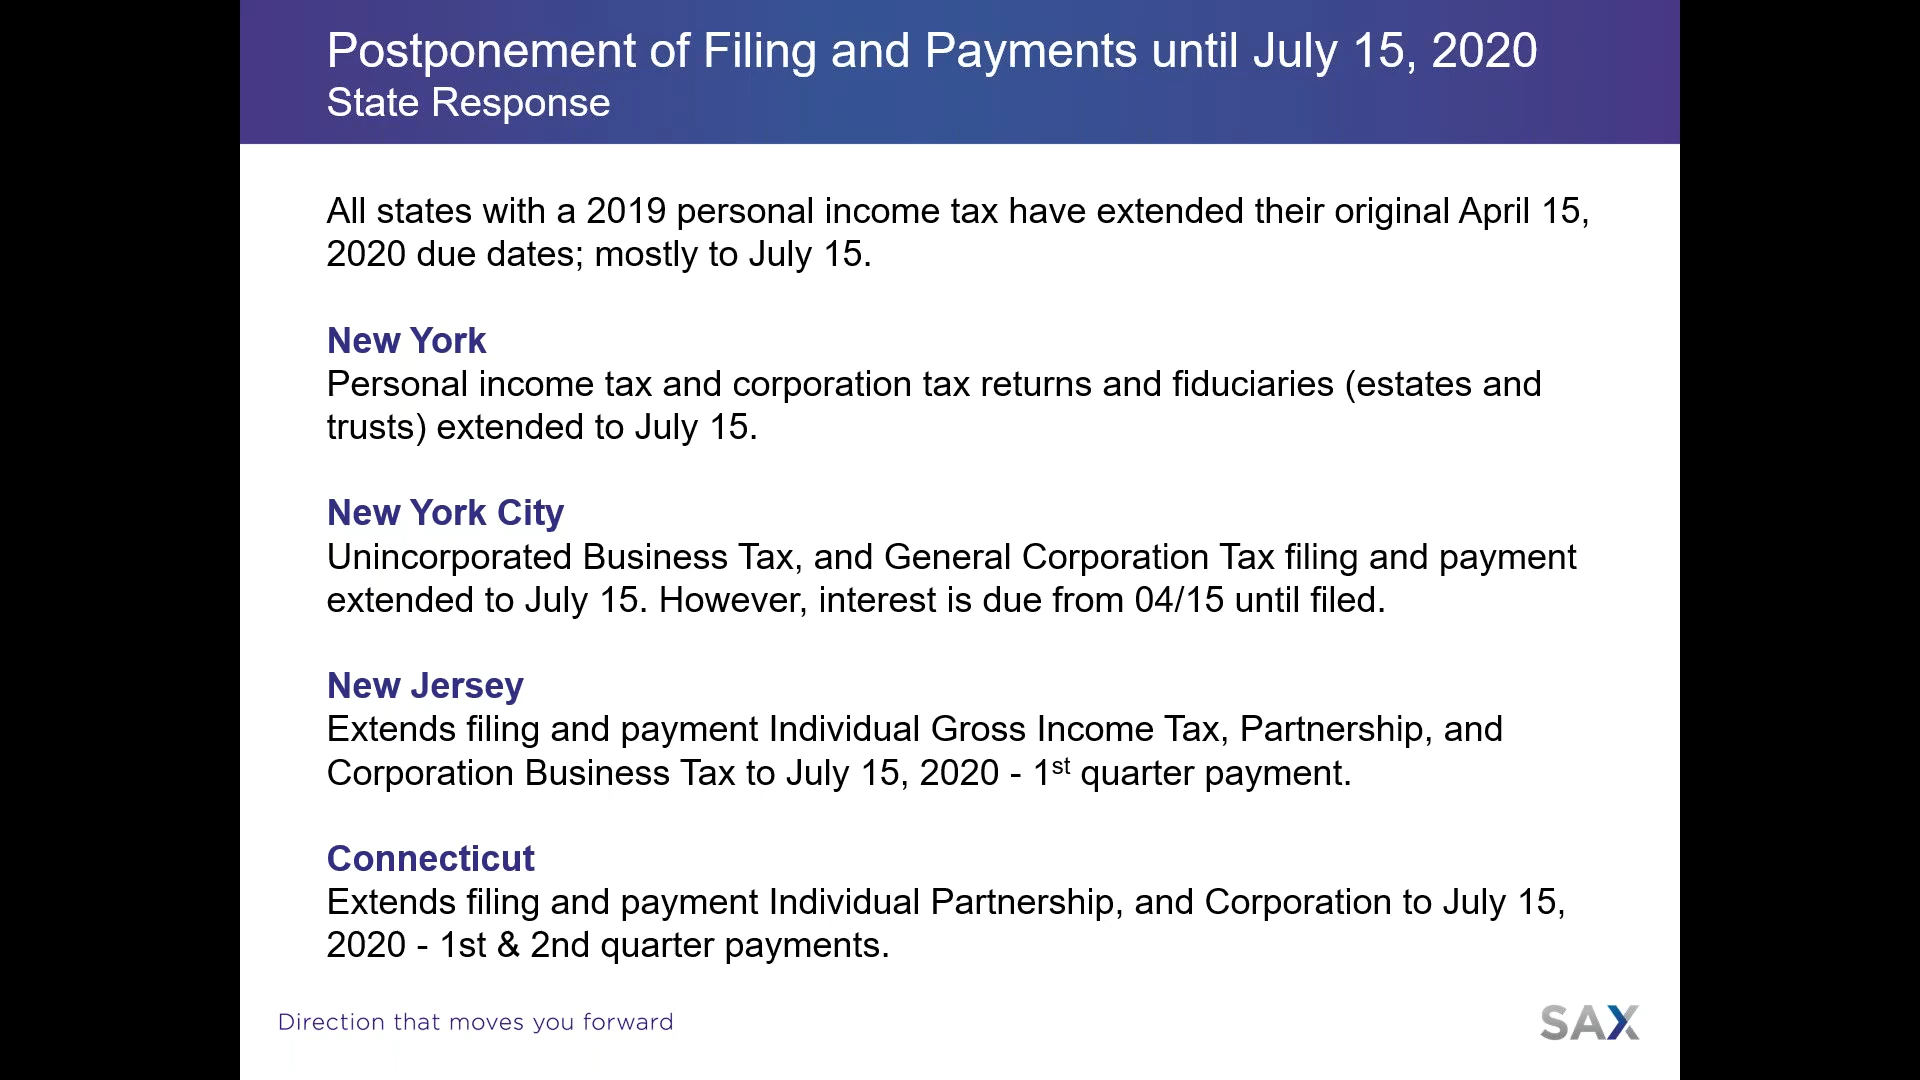 Postponement of Filing and Payments until July 15, 2020
State Response
All states with a 2019 personal income tax have extended their original April 15,
2020 due dates; mostly to July 15.
New York
Personal income tax and corporation tax returns and fiduciaries (estates and
trusts) extended to July 15.
New York City
Unincorporated Business Tax, and General Corporation Tax filing and payment
extended to July 15. However, interest is due from 04/15 until filed.
New Jersey
Extends filing and payment Individual Gross Income Tax, Partnership, and
Corporation Business Tax to July 15, 2020 - 1st quarter payment.
Connecticut
Extends filing and payment Individual Partnership, and Corporation to July 15,
2020 - 1st & 2nd quarter payments.
Direction that moves you forward
SAX